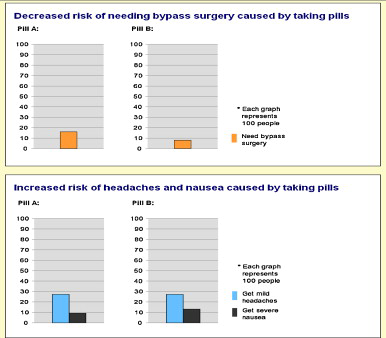 Decreased risk of needing bypass surgery caused by taking pills
Pill A: Pill B:
100 100
90 90
80 80
70 70
60 60
50 50
40 40
30 30
20 20
10 10
0 0
* Each graph
represents
100 people
Need bypass
surgery
Increased risk of headaches and nausea caused by taking pills
Pill A: Pill B:
100 100
90 90
80 80
70 70
60 60
50 50
40 40
30 30
20 20
10 10
0 0
* Each graph
represents
100 people
Get mild
headaches
Get severe
nausea